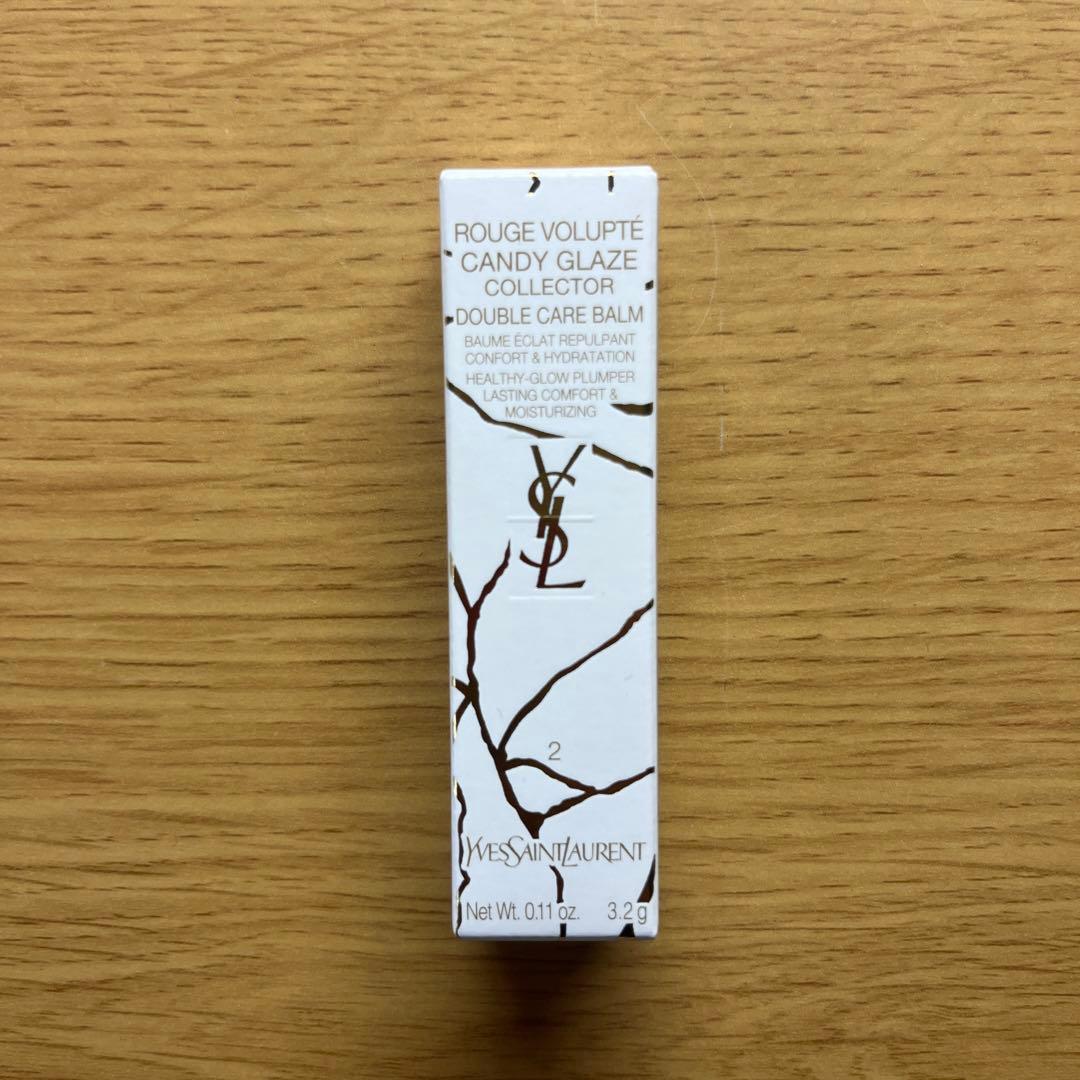 ROUGE VOLUPTÉ
CANDY GLAZE
COLLECTOR
DOUBLE CARE BALM
BAUME ÉCLAT REPULPANT
CONFORT & HYDRATATION
HEALTHY-GLOW PLUMPER
LASTING COMFORT &
MOISTURIZING
YSL
2
YVESSAINTLAURENT
Net Wt. 0.11 oz. 3.2 g